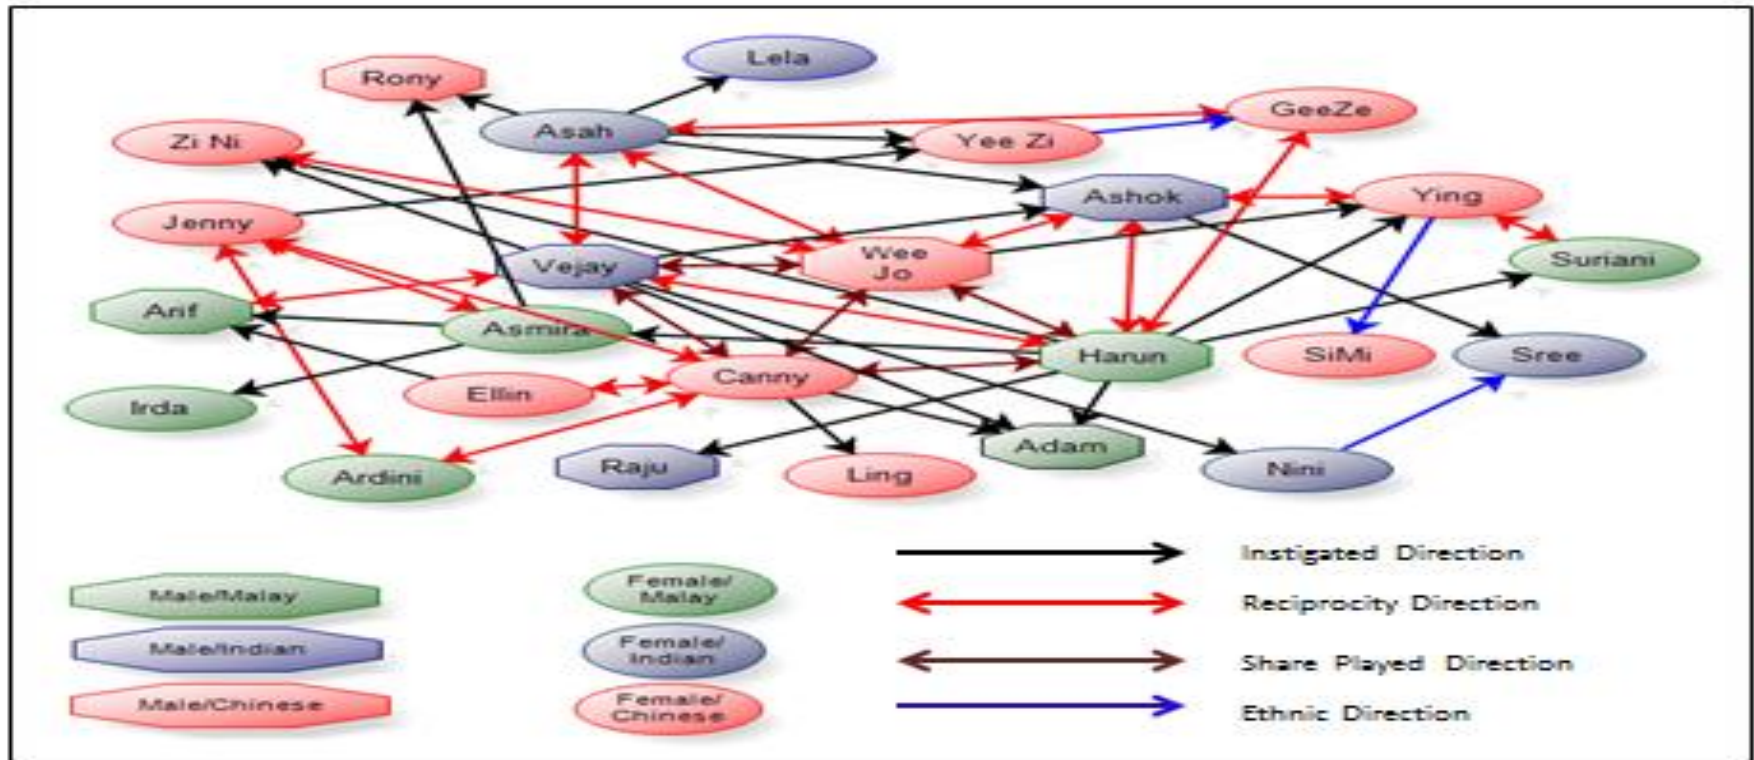 Lela
Rony
GeeZe
Asah
Zi Ni
Yee Zi
Ashok
Ying
Jenny
Wee
Jo
Suriani
Vejay
Arif
Asmira
Harun
SiMi
Sree
Canny
Ellin
Irda
Adam
Raju
Nini
Ardini
Ling
Instigated Direction
Female/
Malay
Male/Malay
Reciprocity Direction
Female/
Indian
Male/Indian
Share Played Direction
Female/
Chinese
Male/Chinese
Ethnic Direction